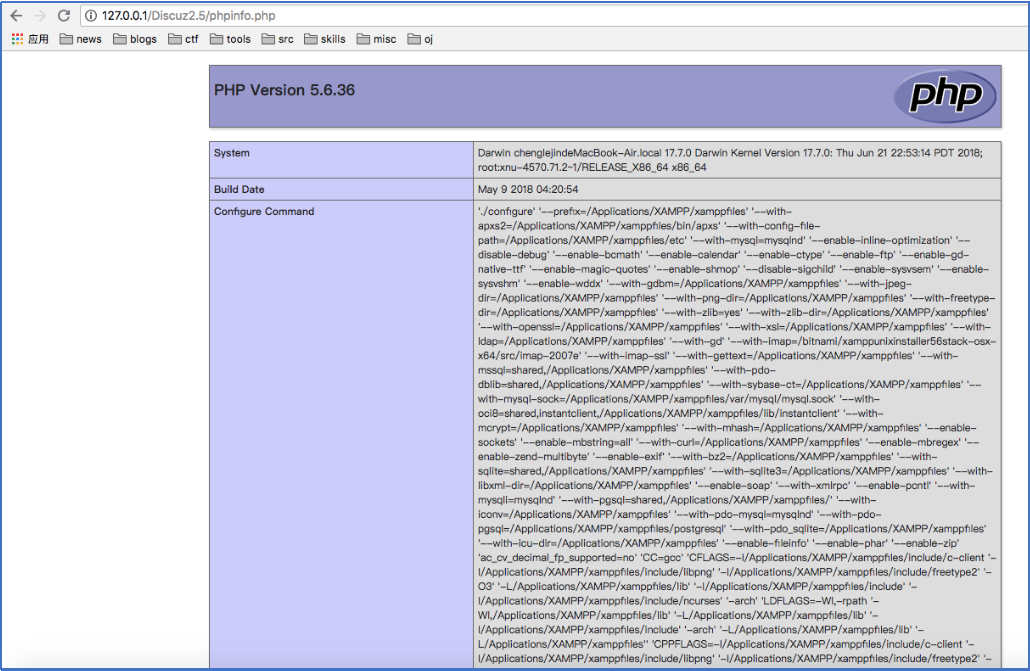 127.0.0.1/Discuz2.5/phpinfo.php
应用 news blogs ctf tools src skills misc oj
PHP Version 5.6.36
php
System
Darwin chenglejindeMacBook-Air.local 17.7.0 Darwin Kernel Version 17.7.0: Thu Jun 21 22:53:14 PDT 2018;
root:xnu-4570.71.2~1/RELEASE_X86_64 x86_64
Build Date
May 9 2018 04:20:54
Configure Command
'./configure' '--prefix=/Applications/XAMPP/xamppfiles' '--with-
apxs2=/Applications/XAMPP/xamppfiles/bin/apxs' '--with-config-file-
path=/Applications/XAMPP/xamppfiles/etc' '--with-mysql=mysqlnd' '--enable-inline-optimization' '--
disable-debug' '--enable-bcmath' '--enable-calendar' '--enable-ctype' '--enable-ftp' '--enable-gd-
native-ttf' '--enable-magic-quotes' '--enable-shmop' '--disable-sigchild' '--enable-sysvsem' '--enable-
sysvshm' '--enable-wddx' '--with-gdbm=/Applications/XAMPP/xamppfiles' '--with-jpeg-
dir=/Applications/XAMPP/xamppfiles' '--with-png-dir=/Applications/XAMPP/xamppfiles' '--with-freetype-
dir=/Applications/XAMPP/xamppfiles' '--with-zlib=yes' '--with-zlib-dir=/Applications/XAMPP/xamppfiles'
'--with-openssl=/Applications/XAMPP/xamppfiles' '--with-xsl=/Applications/XAMPP/xamppfiles' '--with-
ldap=/Applications/XAMPP/xamppfiles' '--with-gd' '--with-imap=/bitnami/xamppunixinstaller56stack-osx-
x64/src/imap-2007e' '--with-imap-ssl' '--with-gettext=/Applications/XAMPP/xamppfiles' '--with-
mssql=shared,/Applications/XAMPP/xamppfiles' '--with-pdo-
dblib=shared,/Applications/XAMPP/xamppfiles' '--with-sybase-ct=/Applications/XAMPP/xamppfiles' '--
with-mysql-sock=/Applications/XAMPP/xamppfiles/var/mysql/mysql.sock' '--with-
oci8=shared,instantclient,/Applications/XAMPP/xamppfiles/lib/instantclient' '--with-
mcrypt=/Applications/XAMPP/xamppfiles' '--with-mhash=/Applications/XAMPP/xamppfiles' '--enable-
sockets' '--enable-mbstring=all' '--with-curl=/Applications/XAMPP/xamppfiles' '--enable-mbregex' '--
enable-zend-multibyte' '--enable-exif' '--with-bz2=/Applications/XAMPP/xamppfiles' '--with-
sqlite=shared,/Applications/XAMPP/xamppfiles' '--with-sqlite3=/Applications/XAMPP/xamppfiles' '--with-
libxml-dir=/Applications/XAMPP/xamppfiles' '--enable-soap' '--with-xmlrpc' '--enable-pcntl' '--with-
mysqli=mysqlnd' '--with-pgsql=shared,/Applications/XAMPP/xamppfiles/' '--with-
iconv=/Applications/XAMPP/xamppfiles' '--with-pdo-mysql=mysqlnd' '--with-pdo-
pgsql=/Applications/XAMPP/xamppfiles/postgresql' '--with-pdo_sqlite=/Applications/XAMPP/xamppfiles'
'--with-icu-dir=/Applications/XAMPP/xamppfiles' '--enable-fileinfo' '--enable-phar' '--enable-zip'
'ac_cv_decimal_fp_supported=no' 'CC=gcc' 'CFLAGS=-I/Applications/XAMPP/xamppfiles/include/c-client -
I/Applications/XAMPP/xamppfiles/include/libpng' '-I/Applications/XAMPP/xamppfiles/include/freetype2' '-
O3' '-L/Applications/XAMPP/xamppfiles/lib' '-I/Applications/XAMPP/xamppfiles/include' '-
I/Applications/XAMPP/xamppfiles/include/ncurses' '-arch' 'LDFLAGS=-Wl,-rpath '-
Wl,/Applications/XAMPP/xamppfiles/lib' '-L/Applications/XAMPP/xamppfiles/lib' '-
I/Applications/XAMPP/xamppfiles/include' '-arch' '-L/Applications/XAMPP/xamppfiles/lib' '-
L/Applications/XAMPP/xamppfiles'' 'CPPFLAGS=-I/Applications/XAMPP/xamppfiles/include/c-client -
I/Applications/XAMPP/xamppfiles/include/libpng' '-I/Applications/XAMPP/xamppfiles/include/freetype2' '-